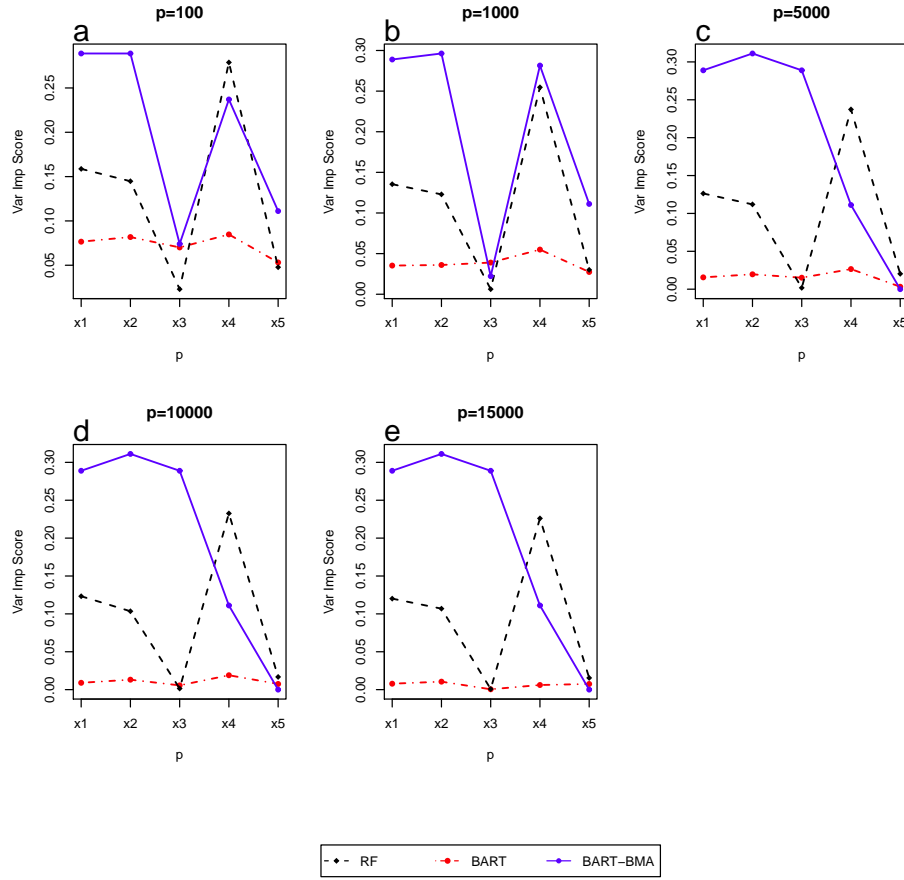 p=100
a
Var Imp Score
0.05 0.10 0.15 0.20 0.25
x1 x2 x3 x4 x5
p
p=1000
b
Var Imp Score
0.00 0.05 0.10 0.15 0.20 0.25 0.30
x1 x2 x3 x4 x5
p
p=5000
c
Var Imp Score
0.00 0.05 0.10 0.15 0.20 0.25 0.30
x1 x2 x3 x4 x5
p
p=10000
d
Var Imp Score
0.00 0.05 0.10 0.15 0.20 0.25 0.30
x1 x2 x3 x4 x5
p
p=15000
e
Var Imp Score
0.00 0.05 0.10 0.15 0.20 0.25 0.30
x1 x2 x3 x4 x5
p
RF BART BART−BMA